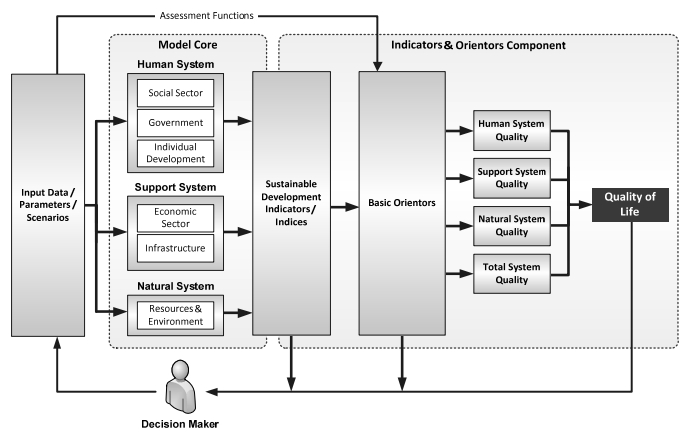 Assessment Functions
Model Core
Indicators & Orientors Component
Human System
Social Sector
Government
Individual
Development
Support System
Economic
Sector
Infrastructure
Natural System
Resources &
Environment
Input Data /
Parameters /
Scenarios
Sustainable
Development
Indicators /
Indices
Basic Orientors
Human System
Quality
Support System
Quality
Natural System
Quality
Total System
Quality
Quality of
Life
Decision Maker